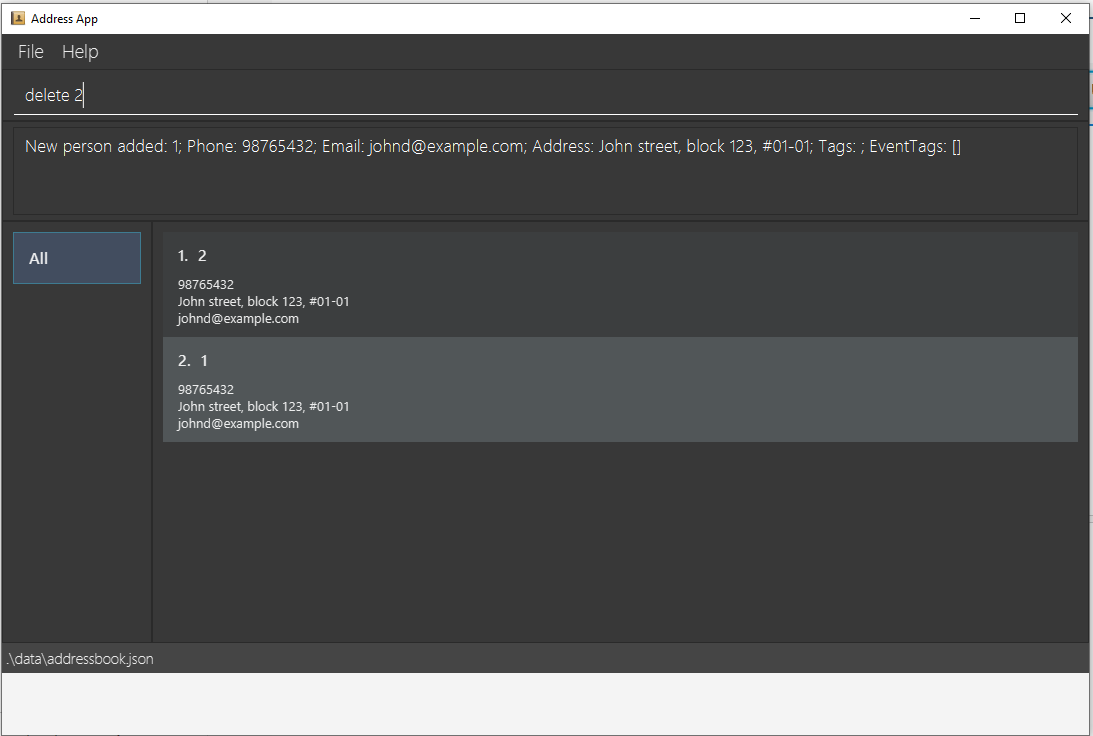 Address App
File Help
delete 2
New person added: 1; Phone: 98765432; Email: johnd@example.com; Address: John street, block 123, #01-01; Tags: ; EventTags: []
All
1. 2
98765432
John street, block 123, #01-01
johnd@example.com
2. 1
98765432
John street, block 123, #01-01
johnd@example.com
.\data\addressbook.json